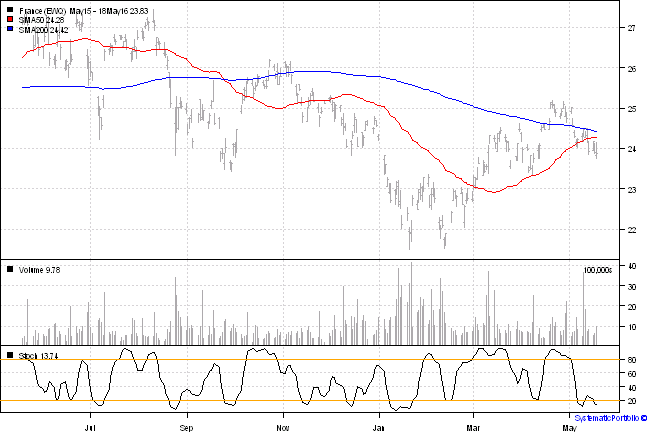 France (EWQ) May15 - 18May16 23.83
SMA50 24.28
SMA200 24.42
27
26
25
24
23
22
Volume 9.78
100,000s
40
30
20
10
Stoch 13.74
80
60
40
20
Jul Sep Nov Jan Mar May
SystematicPortfolio ©